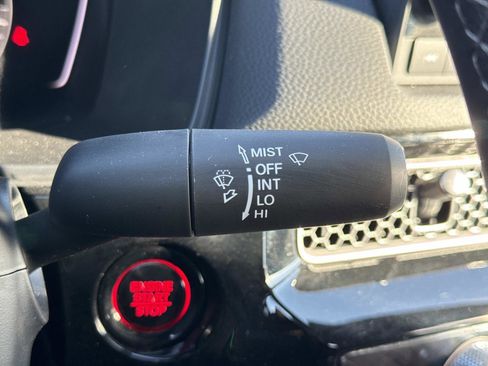 MIST
OFF
INT
LO
HI
ENGINE
START
STOP